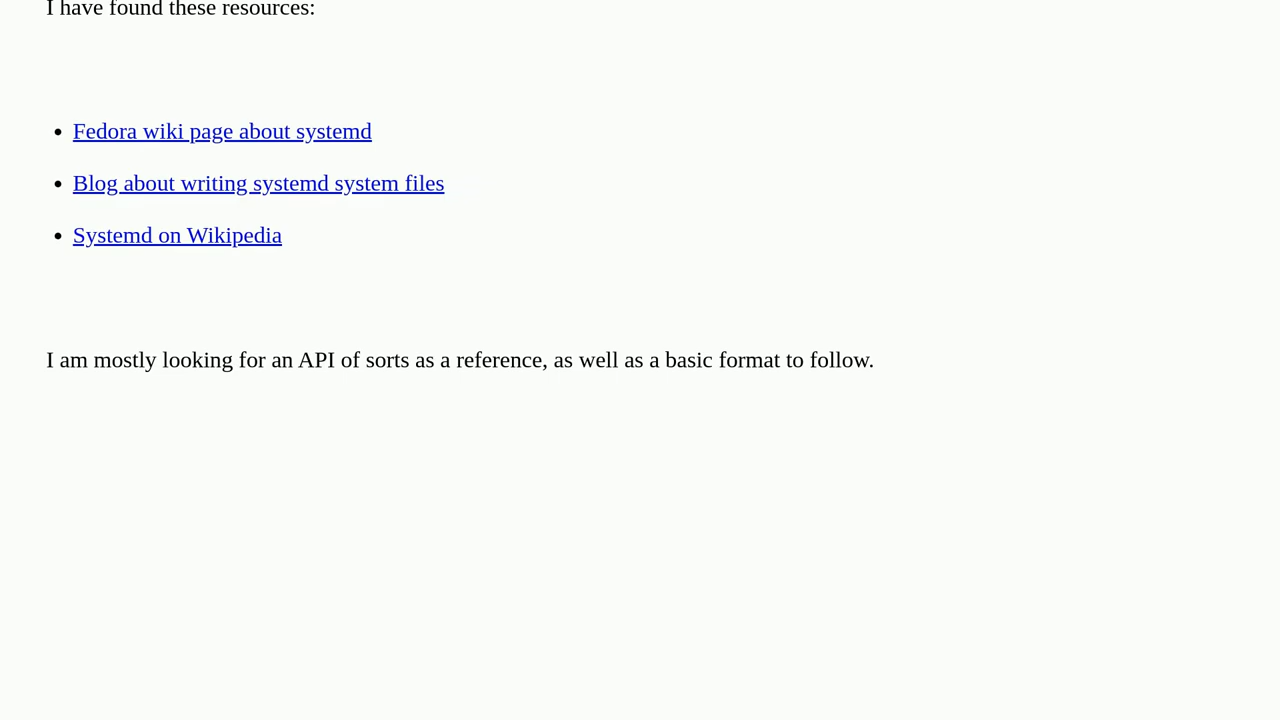 I have found these resources:
• Fedora wiki page about systemd
• Blog about writing systemd system files
• Systemd on Wikipedia
I am mostly looking for an API of sorts as a reference, as well as a basic format to follow.